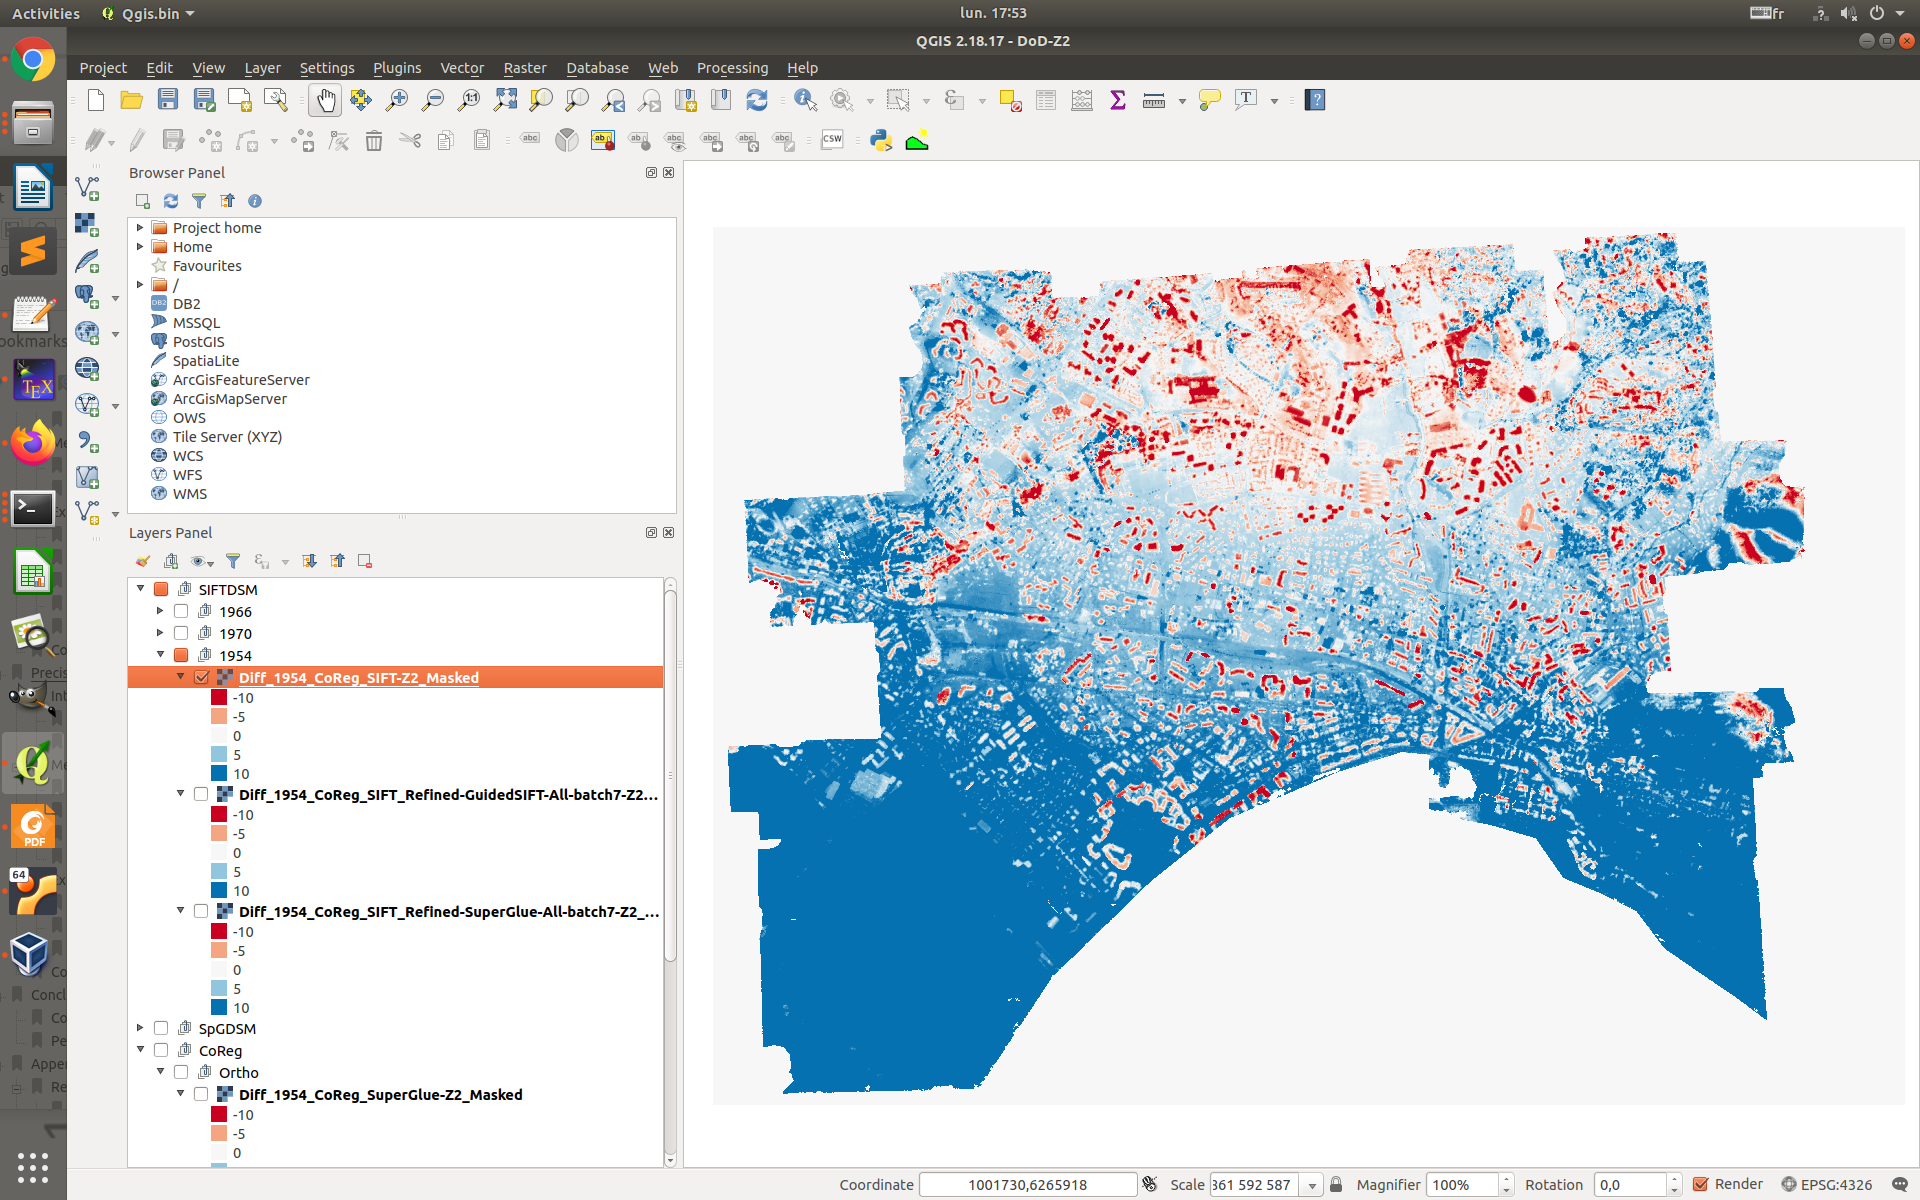 Activities Qgis.bin lun. 17:53 fr
QGIS 2.18.17 - DoD-Z2
Project Edit View Layer Settings Plugins Vector Raster Database Web Processing Help
Browser Panel
Project home
Home
Favourites
/
DB2
MSSQL
PostGIS
SpatiaLite
ArcGisFeatureServer
ArcGisMapServer
OWS
Tile Server (XYZ)
WCS
WFS
WMS
Layers Panel
SIFTDSM
1966
1970
1954
Diff_1954_CoReg_SIFT-Z2_Masked
-10
-5
0
5
10
Diff_1954_CoReg_SIFT_Refined-GuidedSIFT-All-batch7-Z2...
-10
-5
0
5
10
Diff_1954_CoReg_SIFT_Refined-SuperGlue-All-batch7-Z2_...
-10
-5
0
5
10
SpGDSM
CoReg
Ortho
Diff_1954_CoReg_SuperGlue-Z2_Masked
-10
-5
0
Coordinate 1001730,6265918 Scale 361 592 587 Magnifier 100% Rotation 0,0 Render EPSG:4326